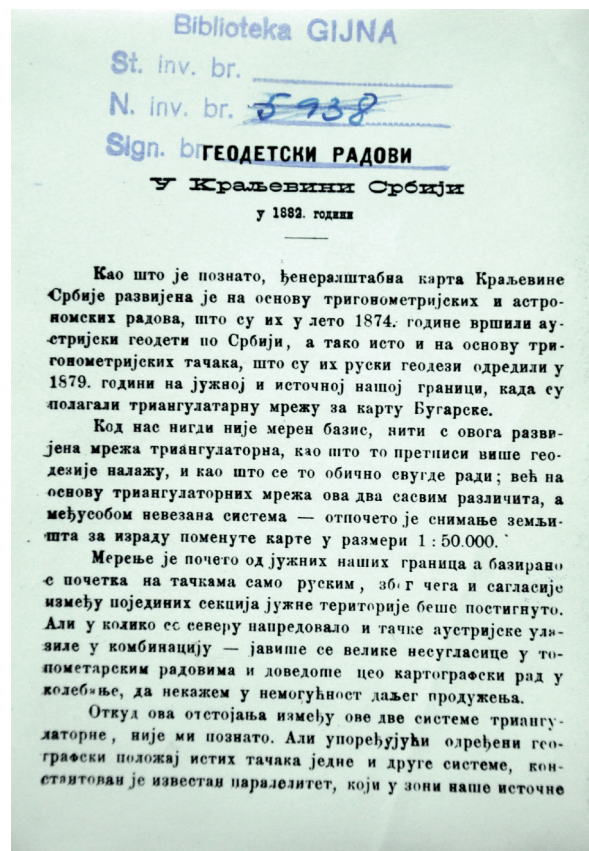 Biblioteka GIJNA
St. inv. br.
N. inv. br. 5938
Sign. br.
ГЕОДЕТСКИ РАДОВИ
У Краљевини Србији
у 1882. години
Као што је познато, ђенералштабна карта Краљевине
Србије развијена је на основу тригонометријских и астро-
номских радова, што су их у лето 1874. године вршили ау-
стријски геодети по Србији, а тако исто и на основу три-
гонометријских тачака, што су их руски геодези одредили у
1879. години на јужној и источној нашој граници, када су
полагали триангулатарну мрежу за карту Бугарске.
Код нас нигди није мерен базис, нити с овога разви-
јена мрежа триангулаторна, као што то претписи више гео-
дезије налажу, и као што се то обично свугде ради; већ на
основу триангулаторних мрежа ова два сасвим различита, а
међусобом невезана система — отпочето је снимање земљи-
шта за израду поменуте карте у размери 1 : 50.000.
Мерење је почето од јужних наших граница а базирано
с почетка на тачкама само руским, због чега и сагласије
између појединих секција јужне територије беше постигнуто.
Али у колико се северу напредовало и тачке аустријске ула-
зиле у комбинацију — јавише се велике несугласице у то-
пометарским радовима и доведоше цео картографски рад у
колебање, да некажем у немогућност даљег продужења.
Откуд ова отстојања између ове две системе триангу-
латорне, није ми познато. Али упоређујући одређени гео-
графски положај истих тачака једне и друге системе, кон-
стантован је известан паралелитет, који у зони наше источне